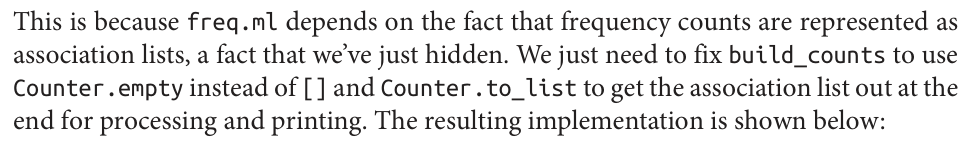 This is because freq.ml depends on the fact that frequency counts are represented as
association lists, a fact that we've just hidden. We just need to fix build_counts to use
Counter.empty instead of [] and Counter.to_list to get the association list out at the
end for processing and printing. The resulting implementation is shown below: